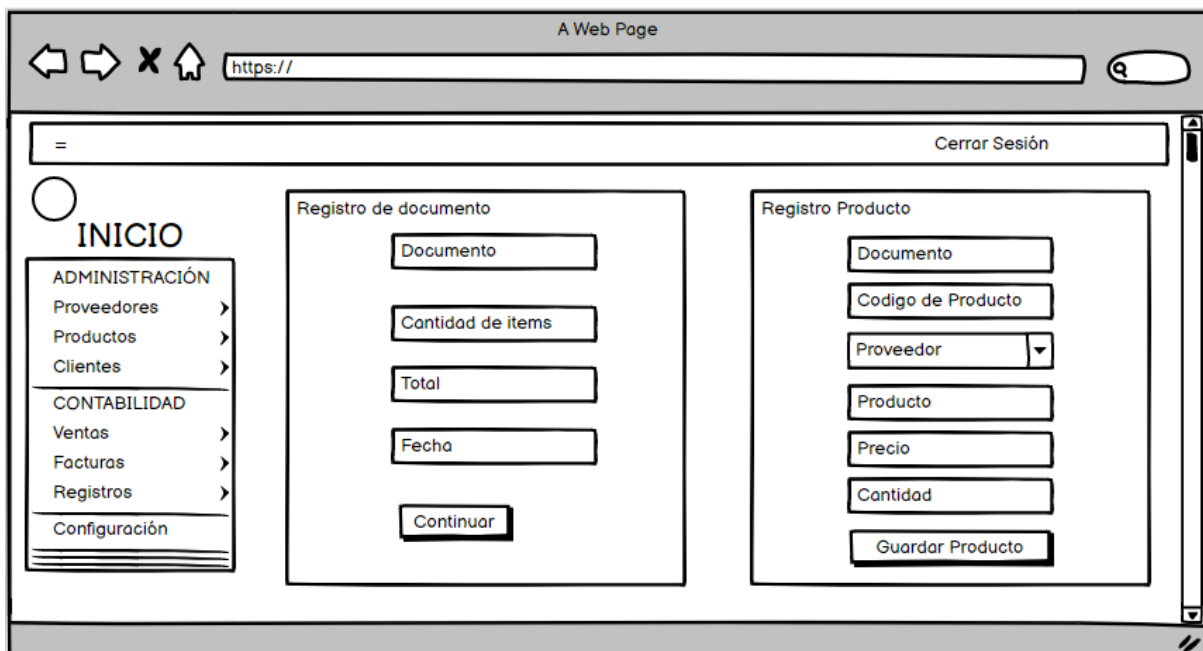 A Web Page
https://
=
Cerrar Sesión
INICIO
ADMINISTRACIÓN
Proveedores
Productos
Clientes
CONTABILIDAD
Ventas
Facturas
Registros
Configuración
Registro de documento
Documento
Cantidad de items
Total
Fecha
Continuar
Registro Producto
Documento
Codigo de Producto
Proveedor
Producto
Precio
Cantidad
Guardar Producto